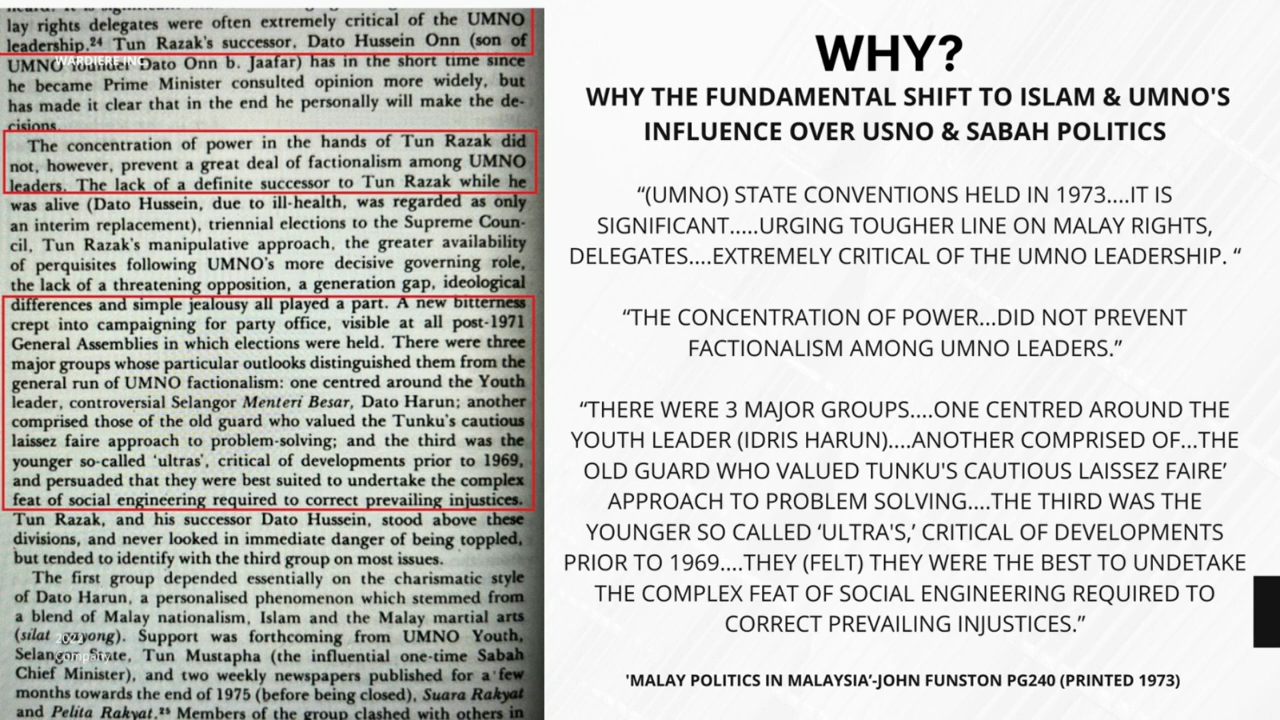 lay rights delegates were often extremely critical of the UMNO
leadership.²⁴ Tun Razak's successor, Dato Hussein Onn (son of
UMNO founder Dato Onn b. Jaafar) has in the short time since
WARDIERE INC.
he became Prime Minister consulted opinion more widely, but
has made it clear that in the end he personally will make the de-
cisions.
The concentration of power in the hands of Tun Razak did
not, however, prevent a great deal of factionalism among UMNO
leaders. The lack of a definite successor to Tun Razak while he
was alive (Dato Hussein, due to ill-health, was regarded as only
an interim replacement), triennial elections to the Supreme Coun-
cil, Tun Razak's manipulative approach, the greater availability
of perquisites following UMNO's more decisive governing role,
the lack of a threatening opposition, a generation gap, ideological
differences and simple jealousy all played a part. A new bitterness
crept into campaigning for party office, visible at all post-1971
General Assemblies in which elections were held. There were three
major groups whose particular outlooks distinguished them from the
general run of UMNO factionalism: one centred around the Youth
leader, controversial Selangor Menteri Besar, Dato Harun; another
comprised those of the old guard who valued the Tunku's cautious
laissez faire approach to problem-solving; and the third was the
younger so-called 'ultras', critical of developments prior to 1969,
and persuaded that they were best suited to undertake the complex
feat of social engineering required to correct prevailing injustices.
Tun Razak, and his successor Dato Hussein, stood above these
divisions, and never looked in immediate danger of being toppled,
but tended to identify with the third group on most issues.
The first group depended essentially on the charismatic style
of Dato Harun, a personalised phenomenon which stemmed from
a blend of Malay nationalism, Islam and the Malay martial arts
(silat gayong). Support was forthcoming from UMNO Youth,
Selangor State, Tun Mustapha (the influential one-time Sabah
Company
Chief Minister), and two weekly newspapers published for a few
months towards the end of 1975 (before being closed), Suara Rakyat
and Pelita Rakyat.²⁵ Members of the group clashed with others in
WHY?
WHY THE FUNDAMENTAL SHIFT TO ISLAM & UMNO'S
INFLUENCE OVER USNO & SABAH POLITICS
“(UMNO) STATE CONVENTIONS HELD IN 1973....IT IS
SIGNIFICANT.....URGING TOUGHER LINE ON MALAY RIGHTS,
DELEGATES....EXTREMELY CRITICAL OF THE UMNO LEADERSHIP. “
“THE CONCENTRATION OF POWER...DID NOT PREVENT
FACTIONALISM AMONG UMNO LEADERS.”
“THERE WERE 3 MAJOR GROUPS....ONE CENTRED AROUND THE
YOUTH LEADER (IDRIS HARUN)....ANOTHER COMPRISED OF...THE
OLD GUARD WHO VALUED TUNKU'S CAUTIOUS LAISSEZ FAIRE’
APPROACH TO PROBLEM SOLVING....THE THIRD WAS THE
YOUNGER SO CALLED ‘ULTRA'S,’ CRITICAL OF DEVELOPMENTS
PRIOR TO 1969....THEY (FELT) THEY WERE THE BEST TO UNDETAKE
THE COMPLEX FEAT OF SOCIAL ENGINEERING REQUIRED TO
CORRECT PREVAILING INJUSTICES.”
'MALAY POLITICS IN MALAYSIA’-JOHN FUNSTON PG240 (PRINTED 1973)